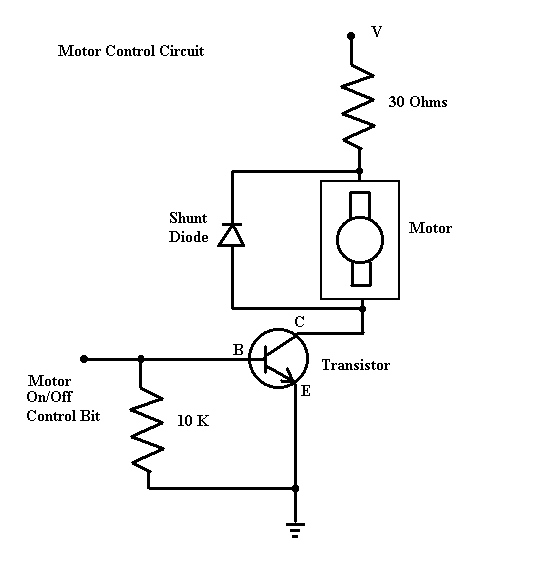 Motor Control Circuit
V
30 Ohms
Shunt
Diode
Motor
C
B
Transistor
E
Motor
On/Off
Control Bit
10 K